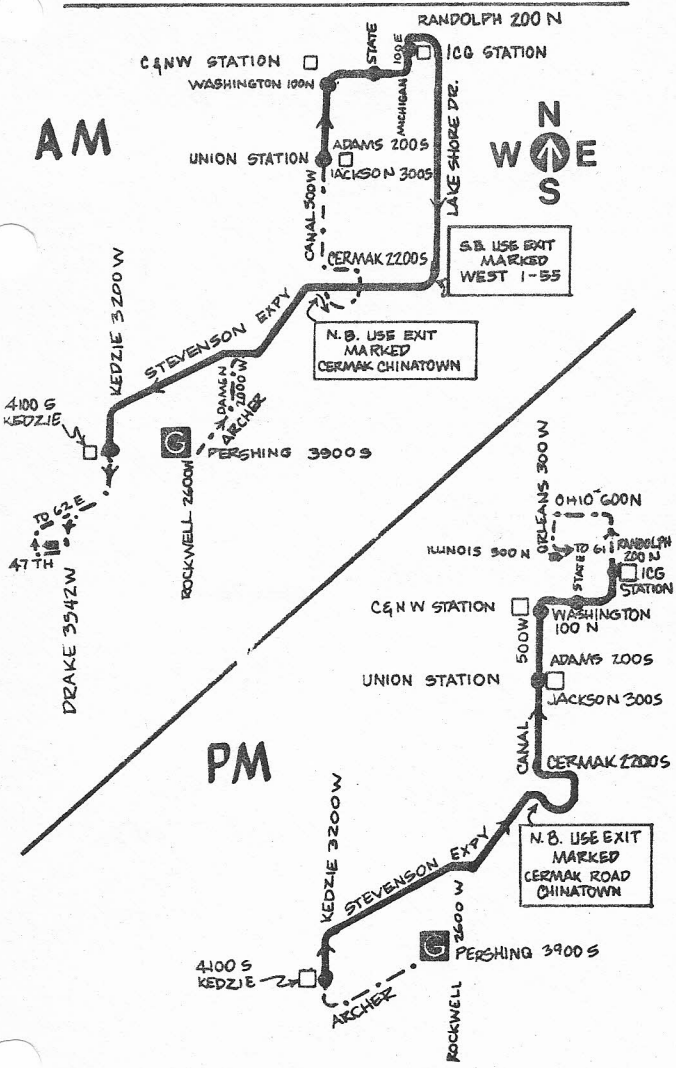 RANDOLPH 200 N
C&NW STATION
STATE
100 E
ICG STATION
WASHINGTON 100N
MICHIGAN
AM
N
W E
S
UNION STATION
ADAMS 200S
JACKSON 300S
LAKE SHORE DR.
CANAL 500W
CERMAK 2200S
S.B. USE EXIT
MARKED
WEST I-55
KEDZIE 3200W
STEVENSON EXPY
N.B. USE EXIT
MARKED
CERMAK CHINATOWN
4100 S
KEDZIE
DAMEN
2000 W
ARCHER
G
PERSHING 3900 S
ROCKWELL 2600W
TO 62 E
47TH
DRAKE 3542W
ORLEANS 300 W
OHIO 600N
ILLINOIS 500 N
TO 61
RANDOLPH
200 N
STATE
ICG
STATION
C&NW STATION
WASHINGTON
100 N
500W
ADAMS 200S
UNION STATION
JACKSON 300S
CANAL
CERMAK 2200S
PM
KEDZIE 3200W
STEVENSON EXPY
N.B. USE EXIT
MARKED
CERMAK ROAD
CHINATOWN
2600 W
G
PERSHING 3900 S
4100 S
KEDZIE
ARCHER
ROCKWELL